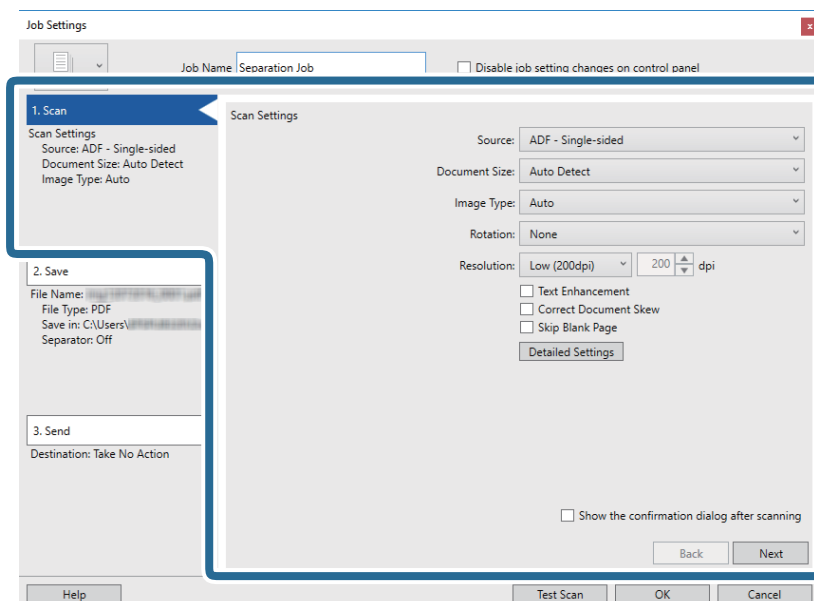 Job Settings
x
Job Name Separation Job
Disable job setting changes on control panel
1. Scan
Scan Settings
Source: ADF - Single-sided
Document Size: Auto Detect
Image Type: Auto
2. Save
File Name:
File Type: PDF
Save in: C:\Users\
Separator: Off
3. Send
Destination: Take No Action
Scan Settings
Source: ADF - Single-sided
Document Size: Auto Detect
Image Type: Auto
Rotation: None
Resolution: Low (200dpi) 200 dpi
Text Enhancement
Correct Document Skew
Skip Blank Page
Detailed Settings
Show the confirmation dialog after scanning
Back Next
Help Test Scan OK Cancel